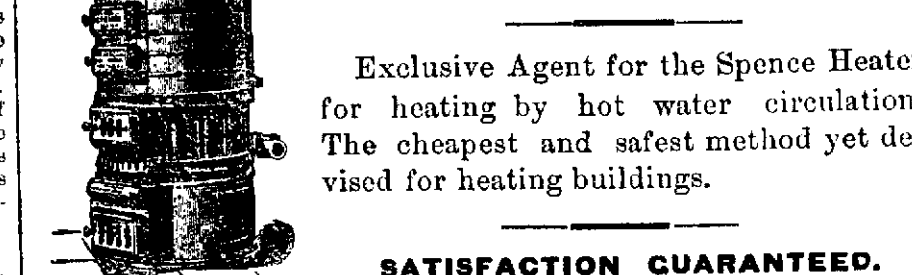 Exclusive Agent for the Spence Heater
for heating by hot water circulation
The cheapest and safest method yet de-
vised for heating buildings.
SATISFACTION GUARANTEED.